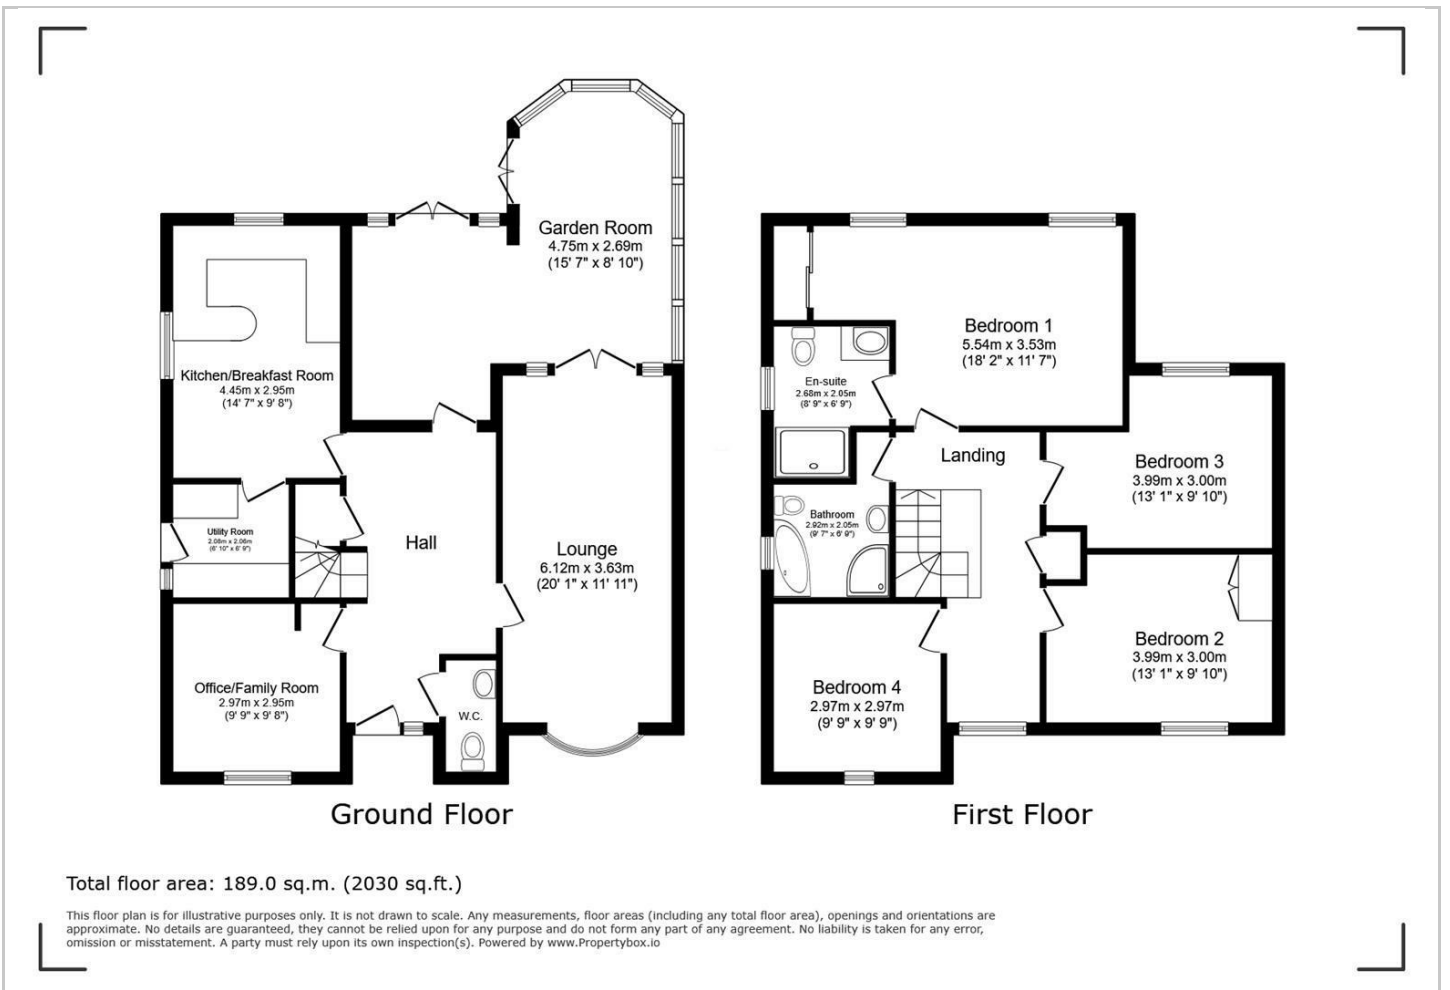 Garden Room
4.75m x 2.69m
(15' 7" x 8' 10")
Kitchen/Breakfast Room
4.45m x 2.95m
(14' 7" x 9' 8")
Utility Room
2.08m x 2.06m
(6' 10" x 6' 9")
Hall
Lounge
6.12m x 3.63m
(20' 1" x 11' 11")
Office/Family Room
2.97m x 2.95m
(9' 9" x 9' 8")
W.C.
Ground Floor
Bedroom 1
5.54m x 3.53m
(18' 2" x 11' 7")
En-suite
2.68m x 2.05m
(8' 9" x 6' 9")
Landing
Bedroom 3
3.99m x 3.00m
(13' 1" x 9' 10")
Bathroom
2.92m x 2.05m
(9' 7" x 6' 9")
Bedroom 2
3.99m x 3.00m
(13' 1" x 9' 10")
Bedroom 4
2.97m x 2.97m
(9' 9" x 9' 9")
First Floor
Total floor area: 189.0 sq.m. (2030 sq.ft.)
This floor plan is for illustrative purposes only. It is not drawn to scale. Any measurements, floor areas (including any total floor area), openings and orientations are
approximate. No details are guaranteed, they cannot be relied upon for any purpose and do not form any part of any agreement. No liability is taken for any error,
omission or misstatement. A party must rely upon its own inspection(s). Powered by www.Propertybox.io